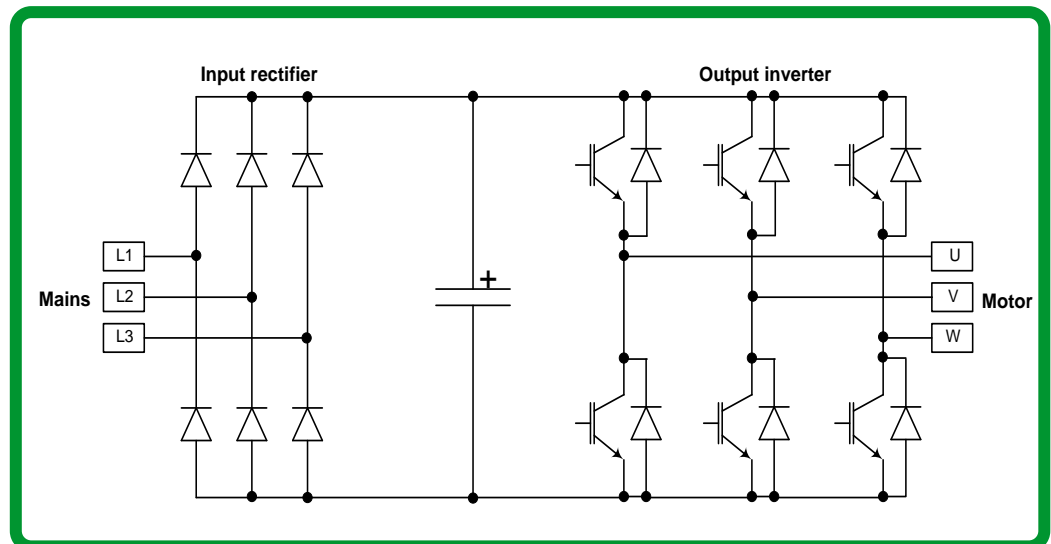 Input rectifier
Output inverter
+
L1
U
Mains
L2
V
Motor
L3
W